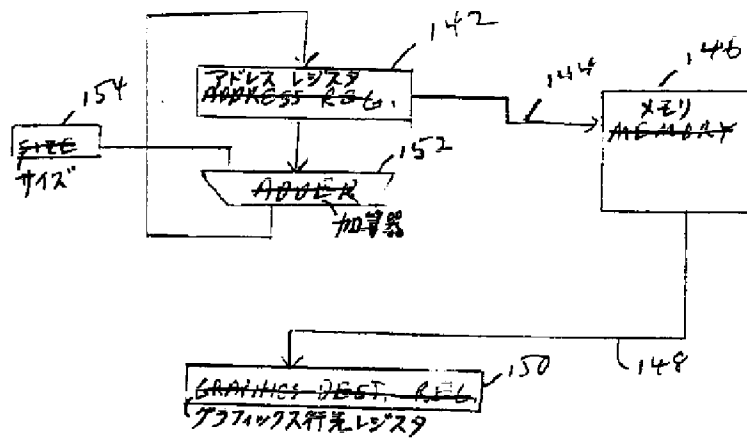 142
アドレス レジスタ
ADDRESS REG.
144
146
メモリ
MEMORY
154
SIZE
サイズ
152
ADDER
加算器
148
150
GRAPHICS DEST. REG.
グラフィックス行先レジスタ